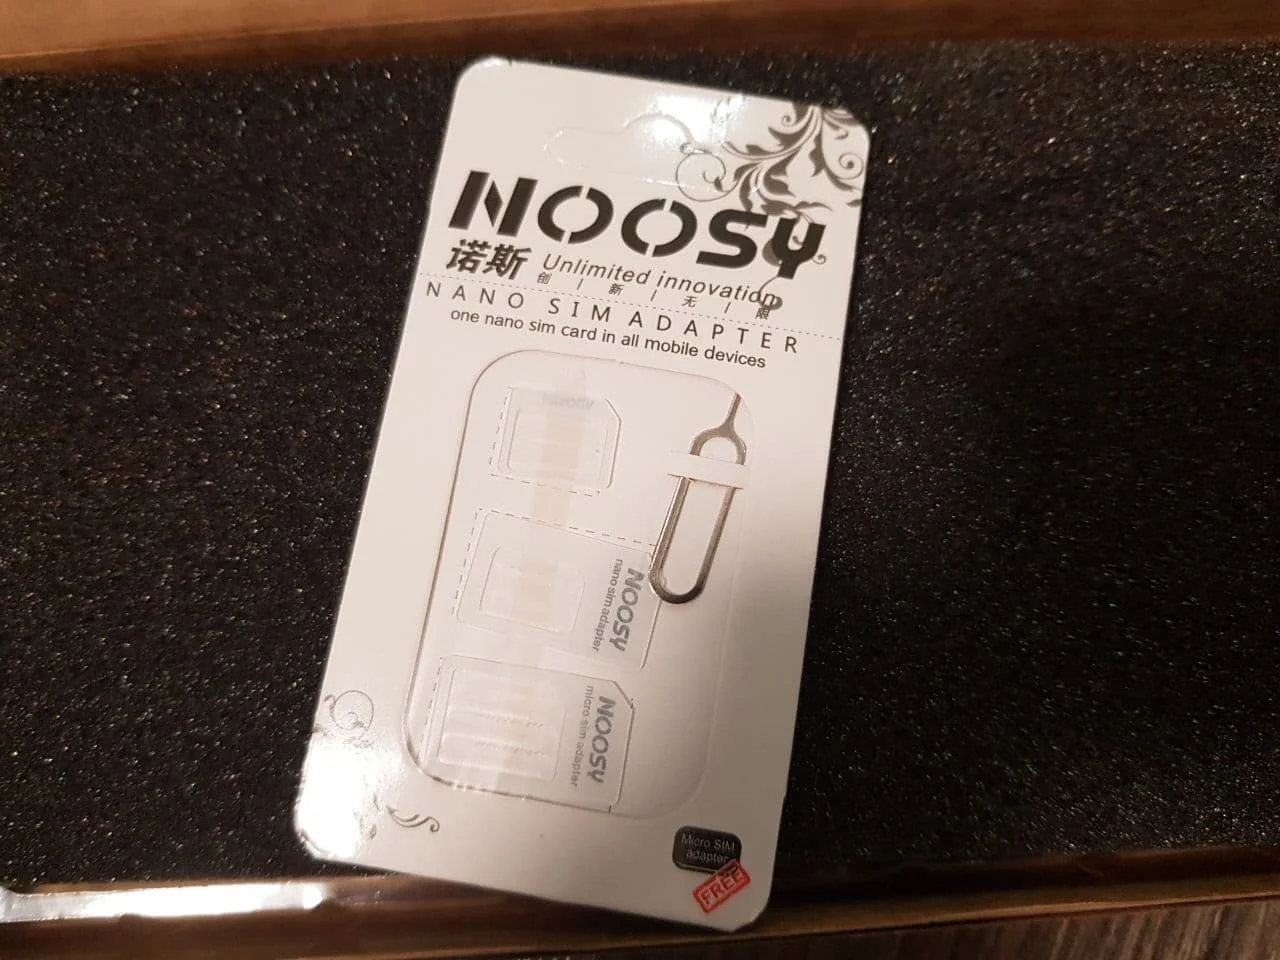 NOOSY
诺斯 Unlimited innovation
创 / 新 / 无 / 限
NANO SIM ADAPTER
one nano sim card in all mobile devices
NOOSY
NOOSY
nano sim adapter
NOOSY
micro sim adapter
Micro SIM
adapter
FREE